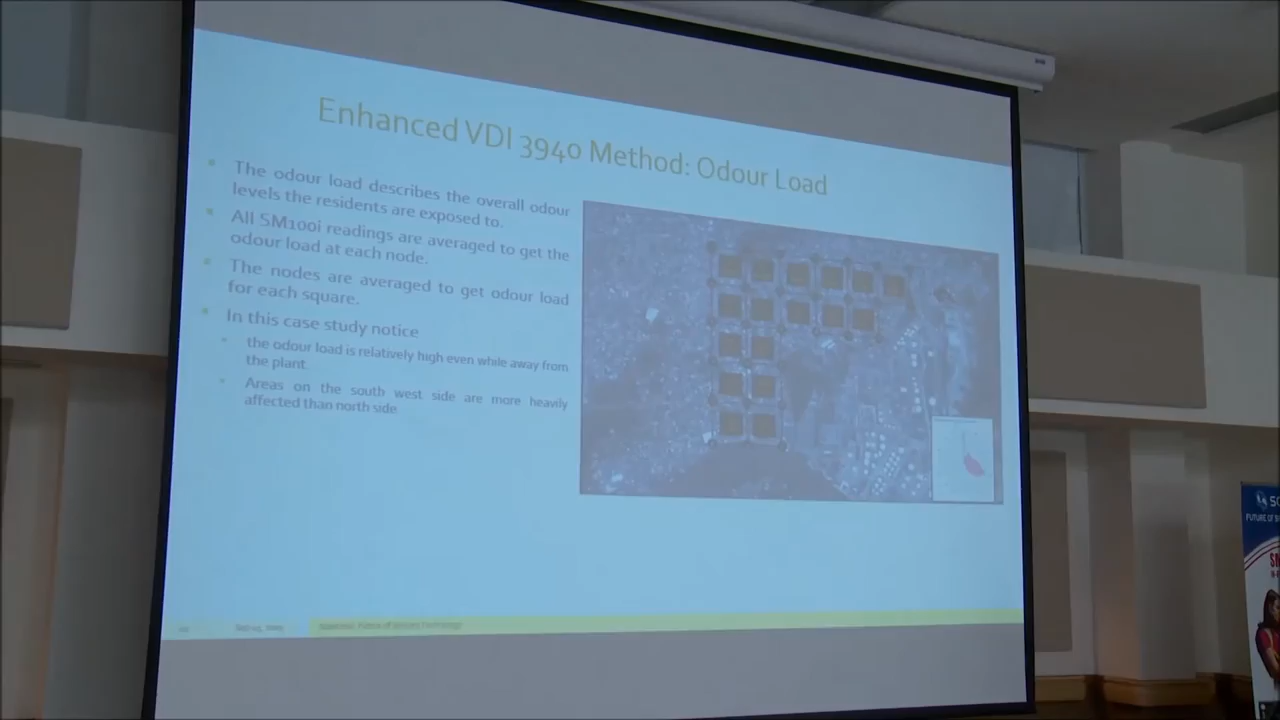 Enhanced VDI 3940 Method: Odour Load
The odour load describes the overall odour
levels the residents are exposed to.
All SM100i readings are averaged to get the
odour load at each node.
The nodes are averaged to get odour load
for each square.
In this case study notice
the odour load is relatively high even while away from
the plant
Areas on the south west side are more heavily
affected than north side
FUTURE OF